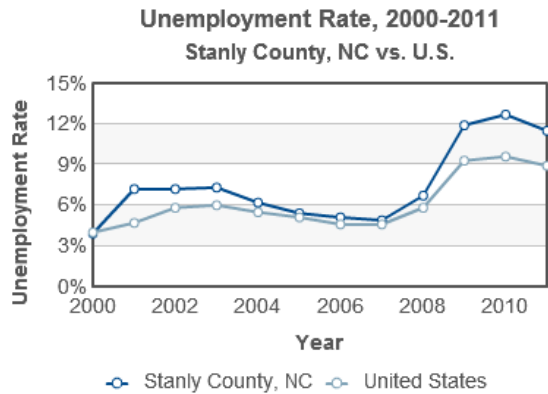 Unemployment Rate, 2000-2011
Stanly County, NC vs. U.S.
Unemployment Rate
15%
12%
9%
6%
3%
0%
2000 2002 2004 2006 2008 2010
Year
Stanly County, NC United States